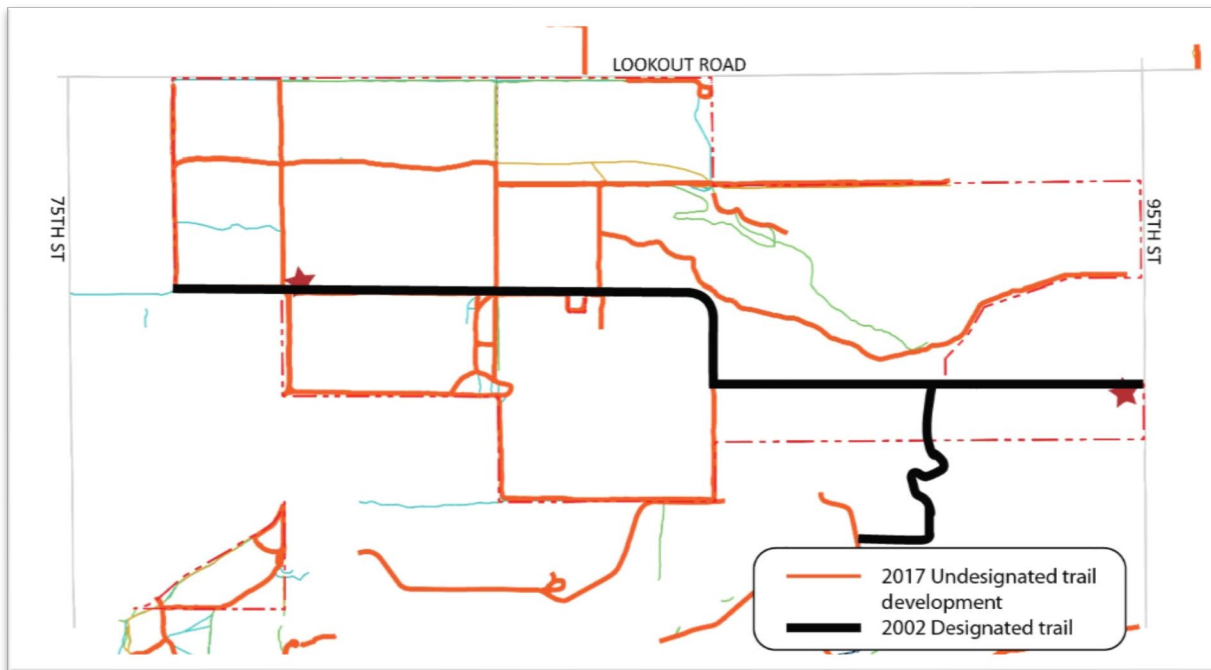 LOOKOUT ROAD
75TH ST
95TH ST
2017 Undesignated trail
development
2002 Designated trail